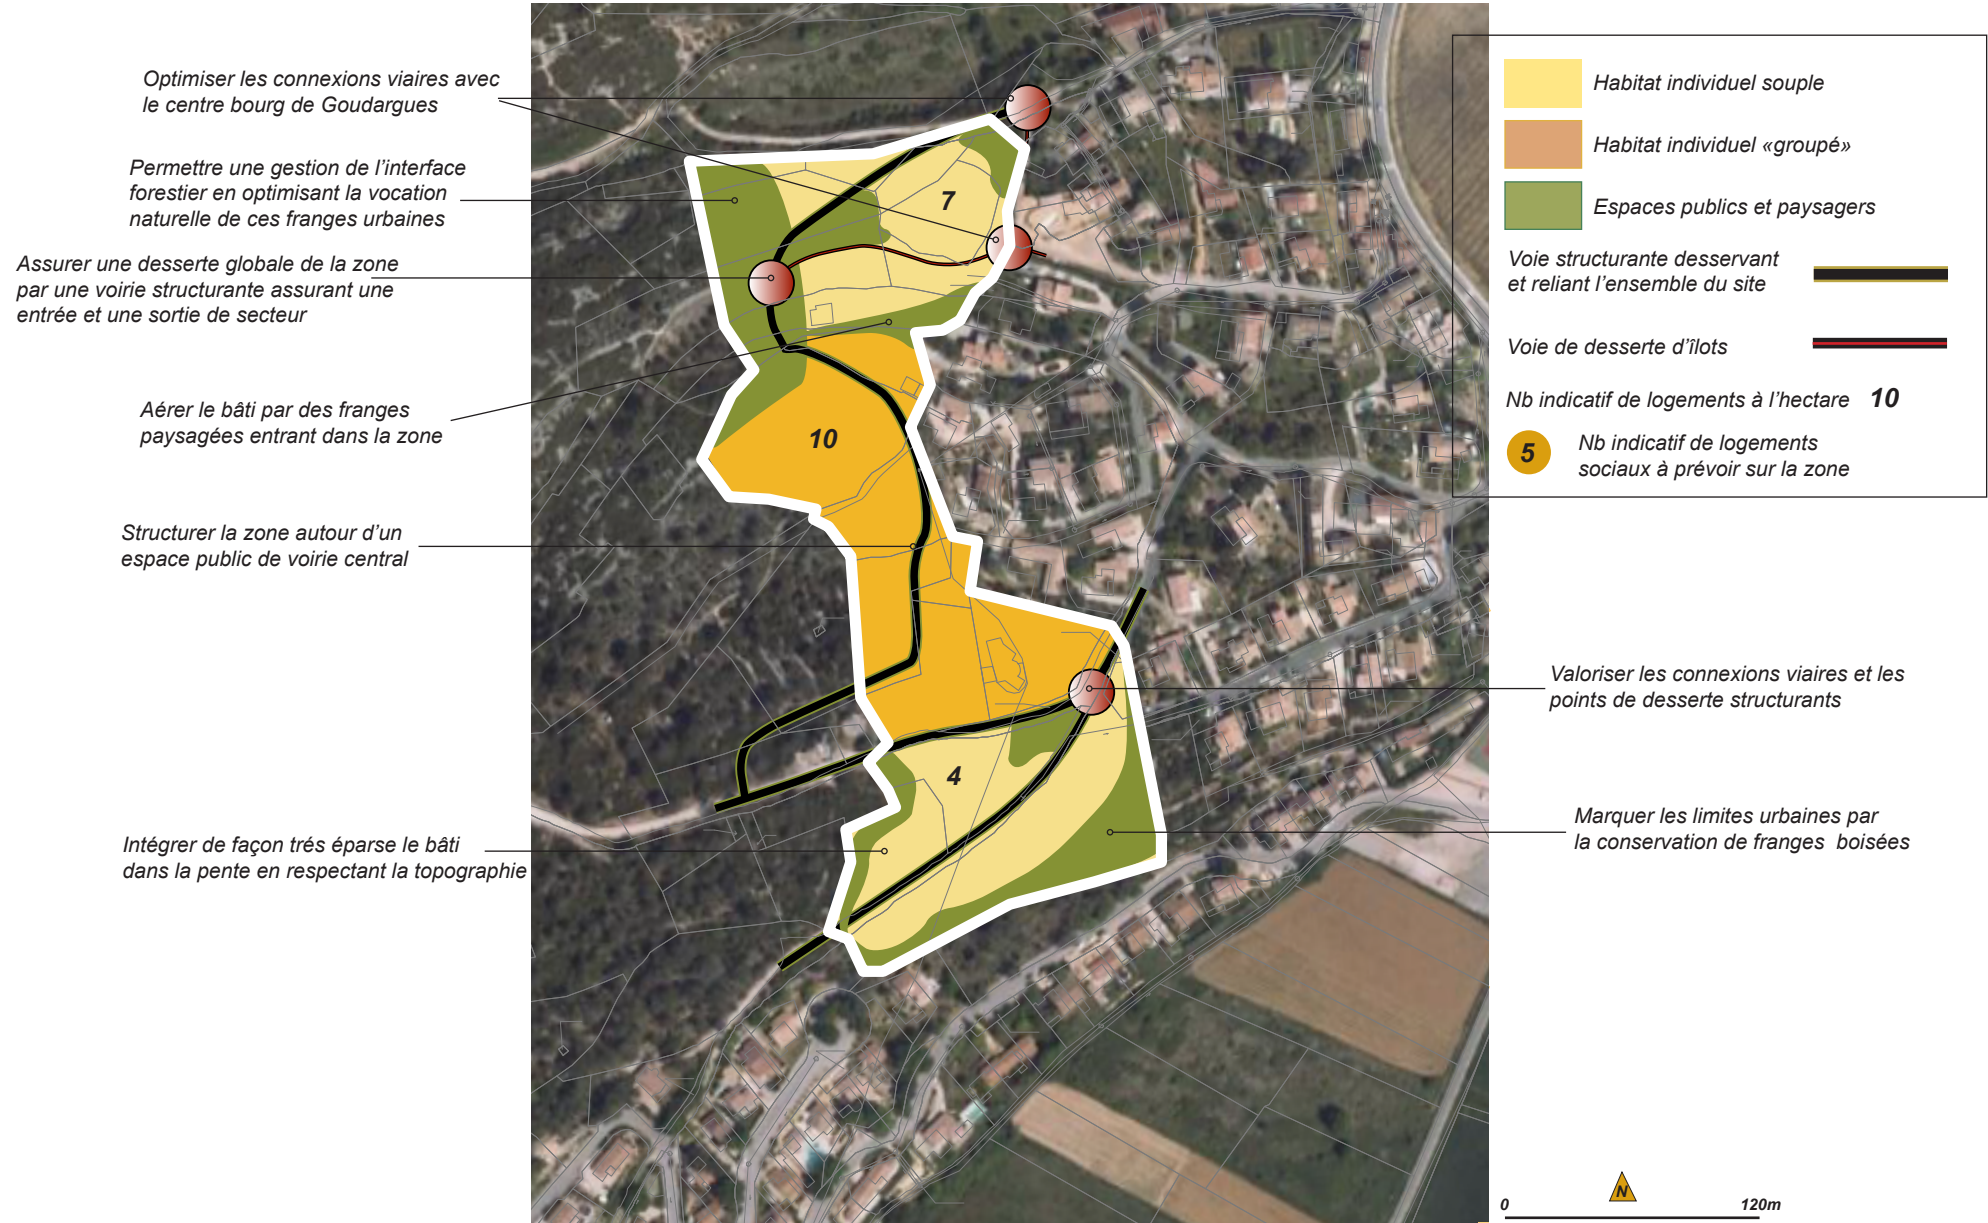 Optimiser les connexions viaires avec
le centre bourg de Goudargues
Permettre une gestion de l'interface
forestier en optimisant la vocation
naturelle de ces franges urbaines
Assurer une desserte globale de la zone
par une voirie structurante assurant une
entrée et une sortie de secteur
Aérer le bâti par des franges
paysagées entrant dans la zone
Structurer la zone autour d'un
espace public de voirie central
Intégrer de façon trés éparse le bâti
dans la pente en respectant la topographie
7
10
4
Habitat individuel souple
Habitat individuel «groupé»
Espaces publics et paysagers
Voie structurante desservant
et reliant l'ensemble du site
Voie de desserte d'îlots
Nb indicatif de logements à l'hectare 10
5
Nb indicatif de logements
sociaux à prévoir sur la zone
Valoriser les connexions viaires et les
points de desserte structurants
Marquer les limites urbaines par
la conservation de franges boisées
N
0 120m